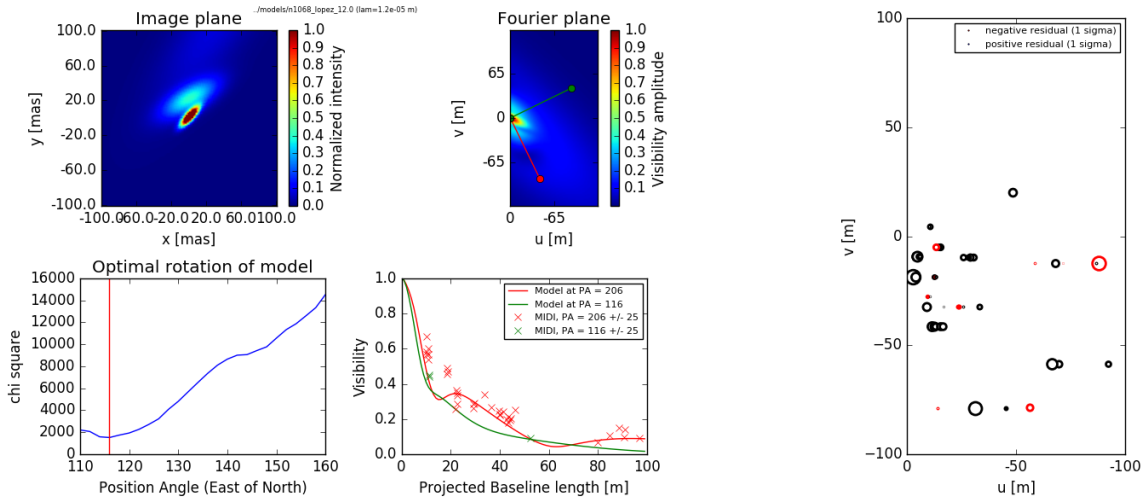 ../models/n1068_lopez_12.0 (lam=1.2e-05 m)
Image plane
100.0
60.0
20.0
-20.0
-60.0
-100.0
y [mas]
-100.0-60.0-20.0 20.0 60.0100.0
x [mas]
1.0
0.9
0.8
0.7
0.6
0.5
0.4
0.3
0.2
0.1
0.0
Normalized intensity
Fourier plane
65
0
-65
v [m]
0 -65
u [m]
1.0
0.9
0.8
0.7
0.6
0.5
0.4
0.3
0.2
0.1
Visibility amplitude
Optimal rotation of model
16000
14000
12000
10000
8000
6000
4000
2000
0
chi square
110 120 130 140 150 160
Position Angle (East of North)
1.0
0.8
0.6
0.4
0.2
0.0
Visibility
Model at PA = 206
Model at PA = 116
MIDI, PA = 206 +/- 25
MIDI, PA = 116 +/- 25
0 20 40 60 80 100
Projected Baseline length [m]
100
50
0
−50
−100
v [m]
negative residual (1 sigma)
positive residual (1 sigma)
0 -50 -100
u [m]